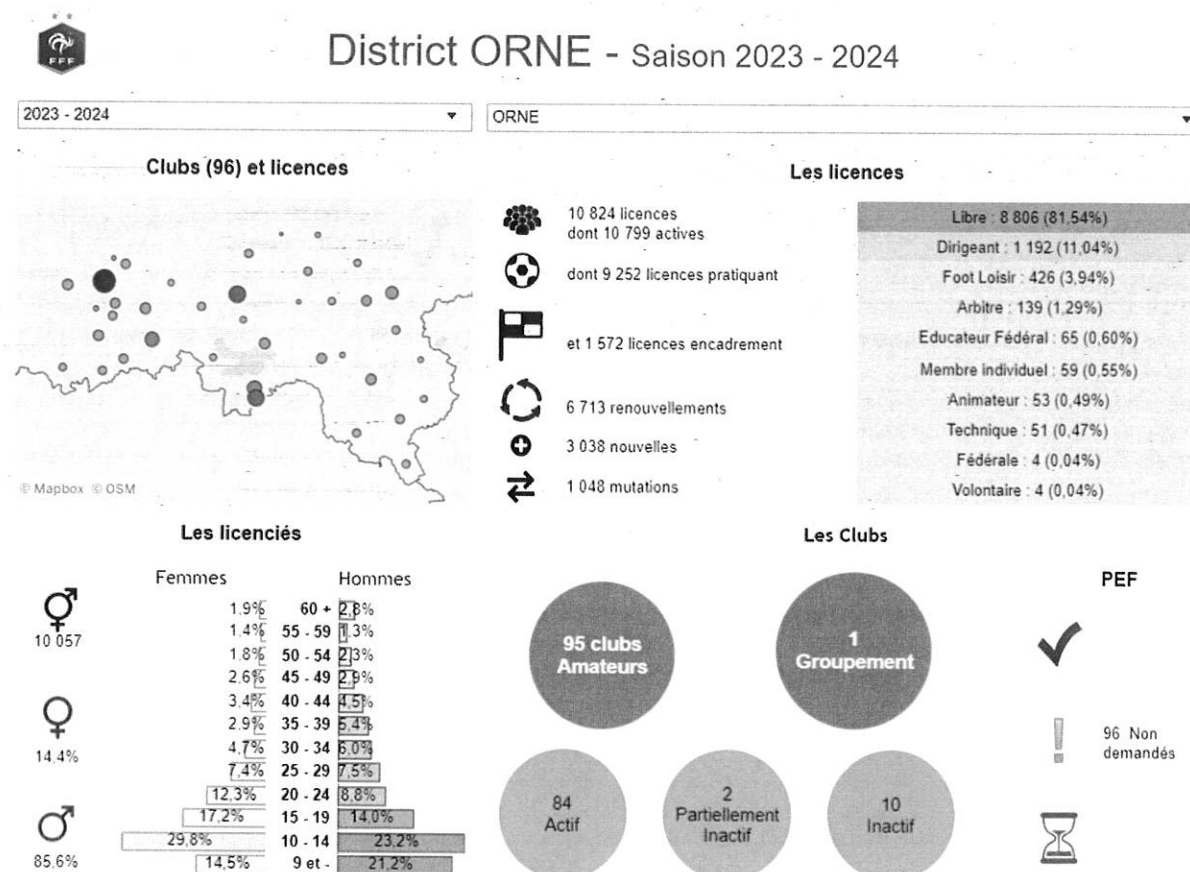 FFF
District ORNE - Saison 2023 - 2024
2023 - 2024
ORNE
Clubs (96) et licences
© Mapbox © OSM
Les licences
10 824 licences
dont 10 799 actives
dont 9 252 licences pratiquant
et 1 572 licences encadrement
6 713 renouvellements
3 038 nouvelles
1 048 mutations
Libre : 8 806 (81,54%)
Dirigeant : 1 192 (11,04%)
Foot Loisir : 426 (3,94%)
Arbitre : 139 (1,29%)
Educateur Fédéral : 65 (0,60%)
Membre individuel : 59 (0,55%)
Animateur : 53 (0,49%)
Technique : 51 (0,47%)
Fédérale : 4 (0,04%)
Volontaire : 4 (0,04%)
Les licenciés
10 057
14,4%
85,6%
Femmes Hommes
1,9% 60 + 2,8%
1,4% 55 - 59 1,3%
1,8% 50 - 54 2,3%
2,6% 45 - 49 2,9%
3,4% 40 - 44 4,5%
2,9% 35 - 39 5,4%
4,7% 30 - 34 6,0%
7,4% 25 - 29 7,5%
12,3% 20 - 24 8,8%
17,2% 15 - 19 14,0%
29,8% 10 - 14 23,2%
14,5% 9 et - 21,2%
Les Clubs
95 clubs
Amateurs
1
Groupement
84
Actif
2
Partiellement
Inactif
10
Inactif
PEF
96 Non
demandés